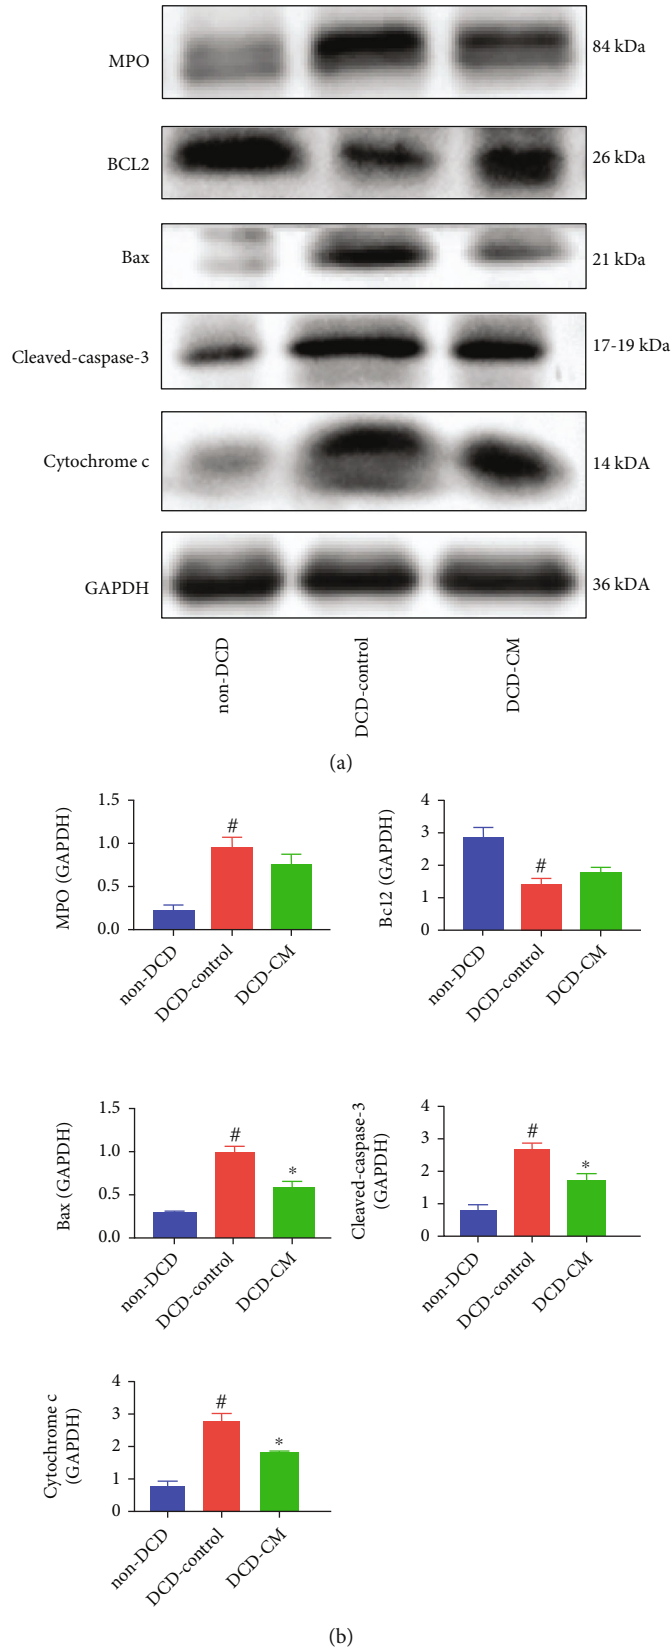 MPO 84 kDa
BCL2 26 kDa
Bax 21 kDa
Cleaved-caspase-3 17-19 kDa
Cytochrome c 14 kDA
GAPDH 36 kDA
non-DCD DCD-control DCD-CM
(a)
MPO (GAPDH)
1.5
1.0
0.5
0.0
#
non-DCD DCD-control DCD-CM
Bcl2 (GAPDH)
4
3
2
1
0
#
non-DCD DCD-control DCD-CM
Bax (GAPDH)
1.5
1.0
0.5
0.0
# *
non-DCD DCD-control DCD-CM
Cleaved-caspase-3
(GAPDH)
4
3
2
1
0
# *
non-DCD DCD-control DCD-CM
Cytochrome c
(GAPDH)
4
3
2
1
0
# *
non-DCD DCD-control DCD-CM
(b)